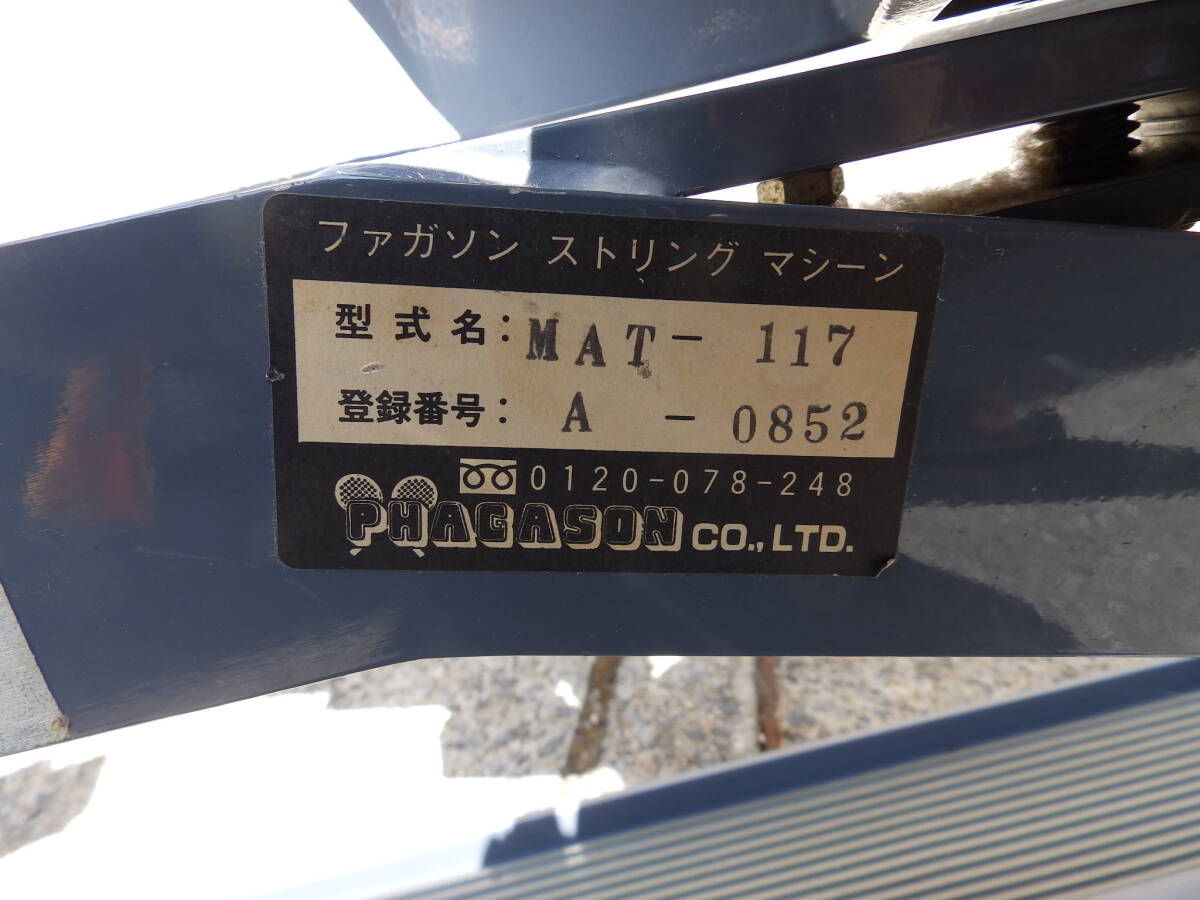 ファガソン ストリング マシーン
型式名: MAT- 117
登録番号: A - 0852
0120-078-248
PHAGASON CO., LTD.